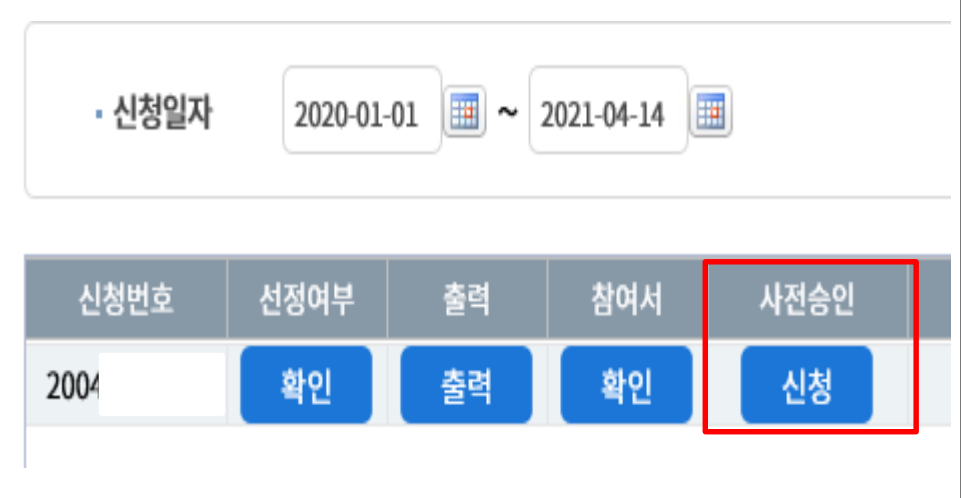 신청일자 2020-01-01 ~ 2021-04-14
신청번호 선정여부 출력 참여서 사전승인
2004 확인 출력 확인 신청